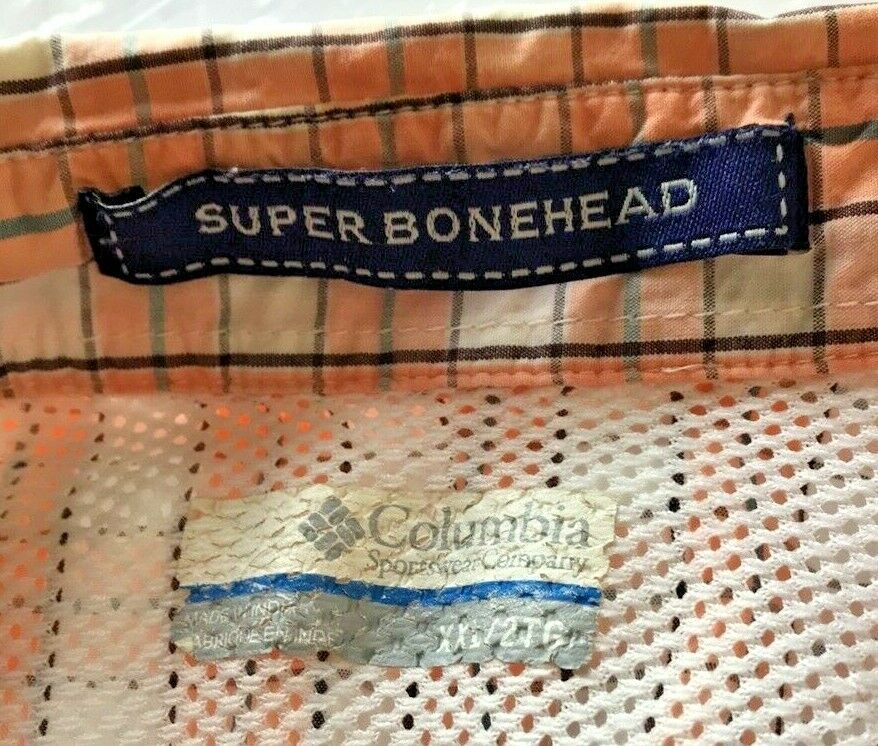 SUPER BONEHEAD
Columbia
Sportswear Company
MADE IN INDIA
FABRIQUE EN INDE
XXL/2TG